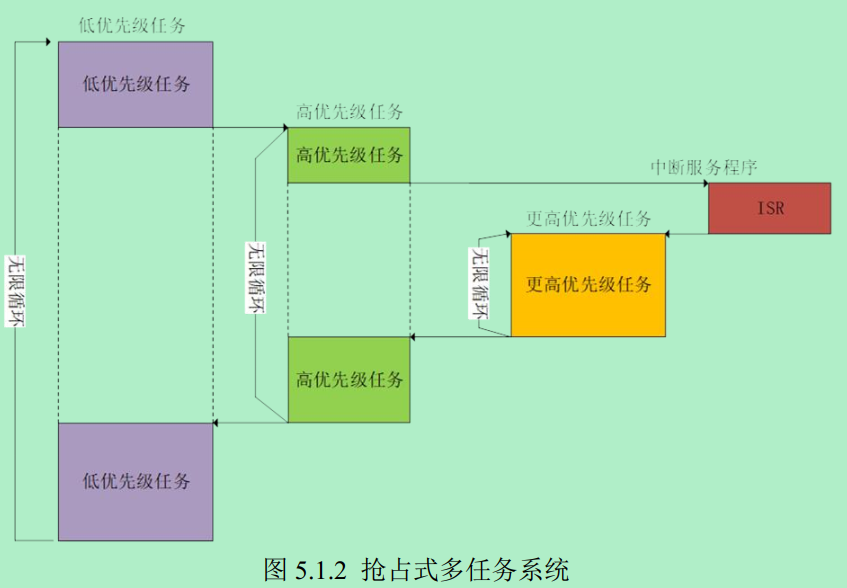 低优先级任务
低优先级任务
高优先级任务
高优先级任务
中断服务程序
ISR
更高优先级任务
更高优先级任务
无限循环
无限循环
无限循环
高优先级任务
低优先级任务
图 5.1.2 抢占式多任务系统